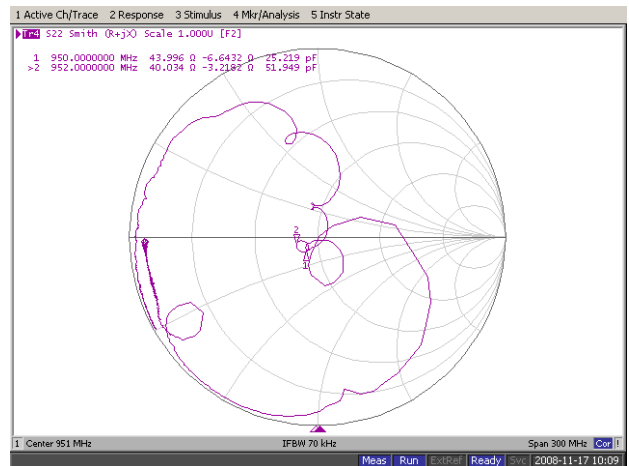 1 Active Ch/Trace 2 Response 3 Stimulus 4 Mkr/Analysis 5 Instr State
Tr4 S22 Smith (R+jX) Scale 1.000U [F2]
1 950.0000000 MHz 43.996 Ω -6.6432 Ω 25.219 pF
>2 952.0000000 MHz 40.034 Ω -3.2182 Ω 51.949 pF
2
1
1 Center 951 MHz IFBW 70 kHz Span 300 MHz Cor !
Meas Run ExtRef Ready Svc 2008-11-17 10:09